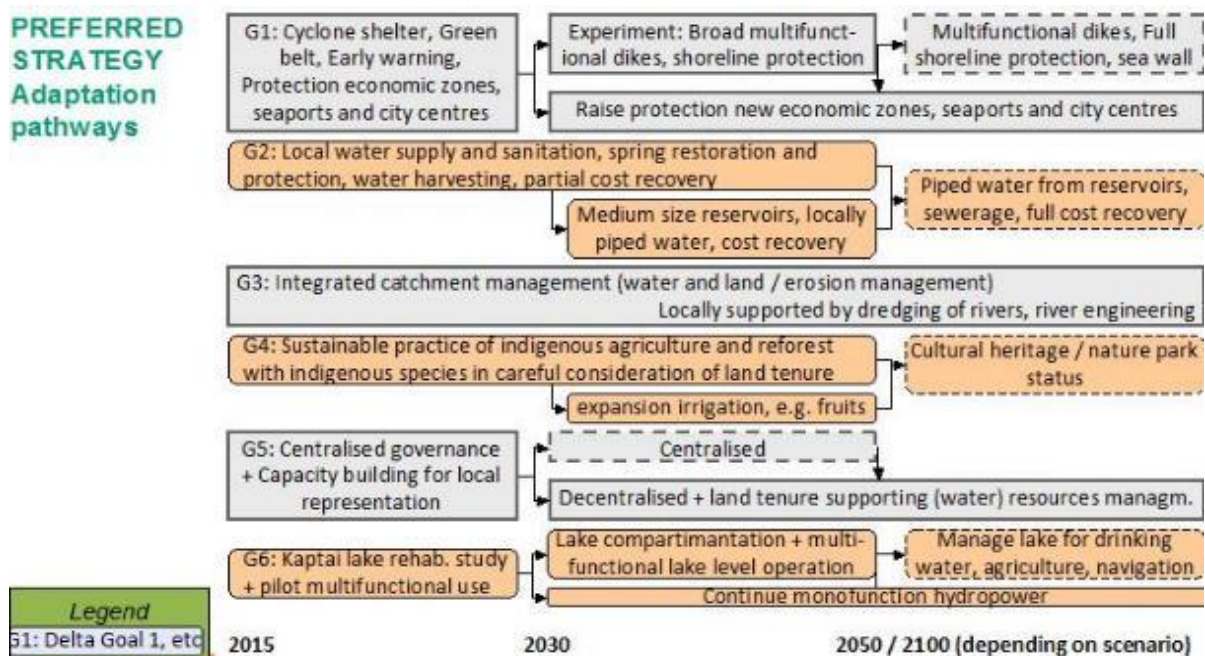 PREFERRED
STRATEGY
Adaptation
pathways
G1: Cyclone shelter, Green
belt, Early warning,
Protection economic zones,
seaports and city centres
Experiment: Broad multifunct-
ional dikes, shoreline protection
Multifunctional dikes, Full
shoreline protection, sea wall
Raise protection new economic zones, seaports and city centres
G2: Local water supply and sanitation, spring restoration and
protection, water harvesting, partial cost recovery
Medium size reservoirs, locally
piped water, cost recovery
Piped water from reservoirs,
sewerage, full cost recovery
G3: Integrated catchment management (water and land / erosion management)
Locally supported by dredging of rivers, river engineering
G4: Sustainable practice of indigenous agriculture and reforest
with indigenous species in careful consideration of land tenure
expansion irrigation, e.g. fruits
Cultural heritage / nature park
status
G5: Centralised governance
+ Capacity building for local
representation
Centralised
Decentralised + land tenure supporting (water) resources managm.
G6: Kaptai lake rehab. study
+ pilot multifunctional use
Lake compartimantation + multi-
functional lake level operation
Manage lake for drinking
water, agriculture, navigation
Continue monofunction hydropower
Legend
G1: Delta Goal 1, etc
2015
2030
2050 / 2100 (depending on scenario)